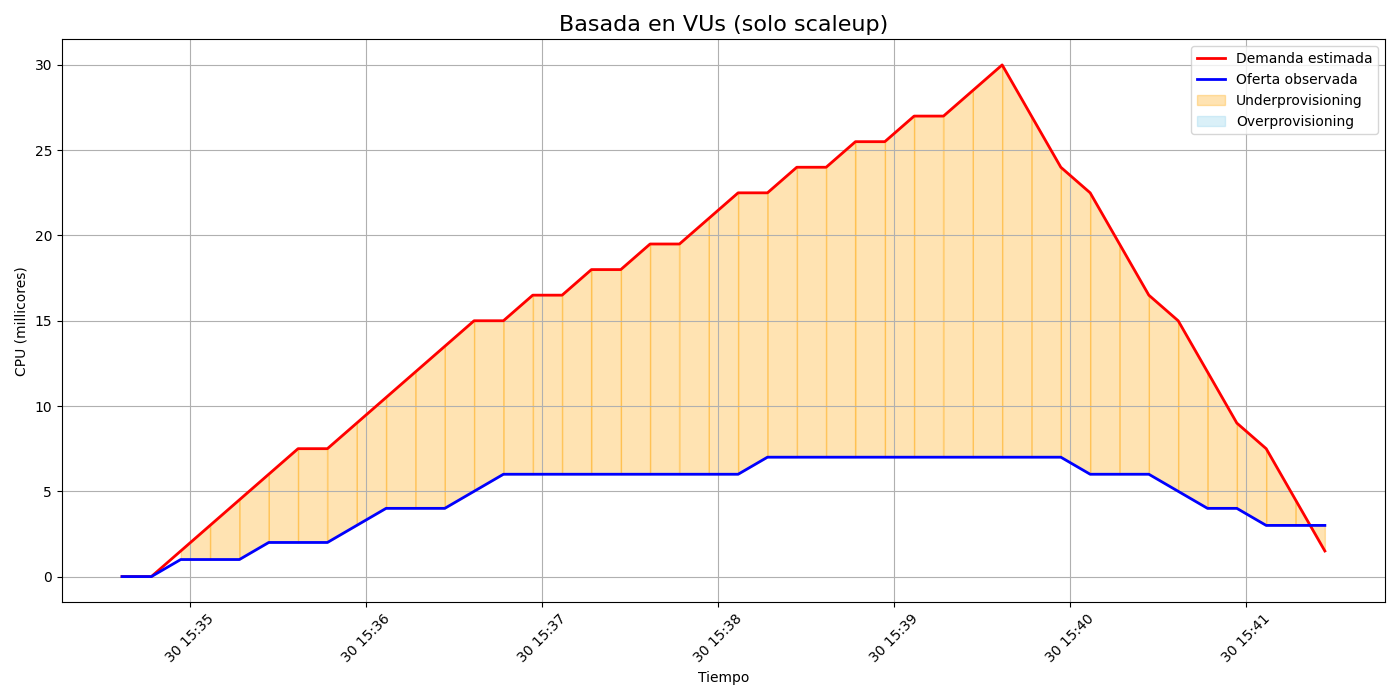 Basada en VUs (solo scaleup)
Demanda estimada
Oferta observada
Underprovisioning
Overprovisioning
CPU (millicores)
30
25
20
15
10
5
0
30 15:35
30 15:36
30 15:37
30 15:38
30 15:39
30 15:40
30 15:41
Tiempo